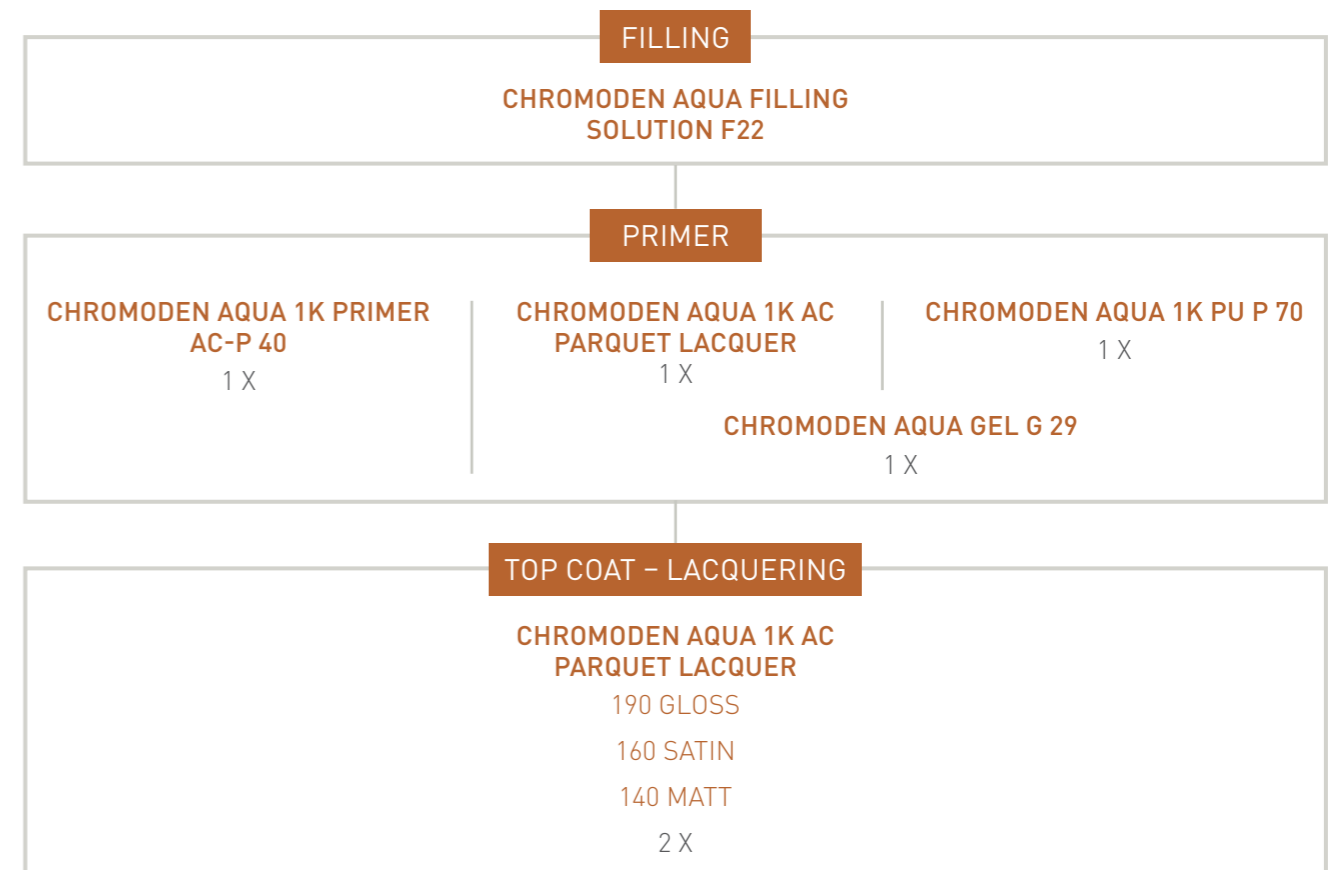 FILLING
CHROMODEN AQUA FILLING
SOLUTION F22
PRIMER
CHROMODEN AQUA 1K PRIMER
AC-P 40
1 X
CHROMODEN AQUA 1K AC
PARQUET LACQUER
1 X
CHROMODEN AQUA 1K PU P 70
1 X
CHROMODEN AQUA GEL G 29
1 X
TOP COAT – LACQUERING
CHROMODEN AQUA 1K AC
PARQUET LACQUER
190 GLOSS
160 SATIN
140 MATT
2 X